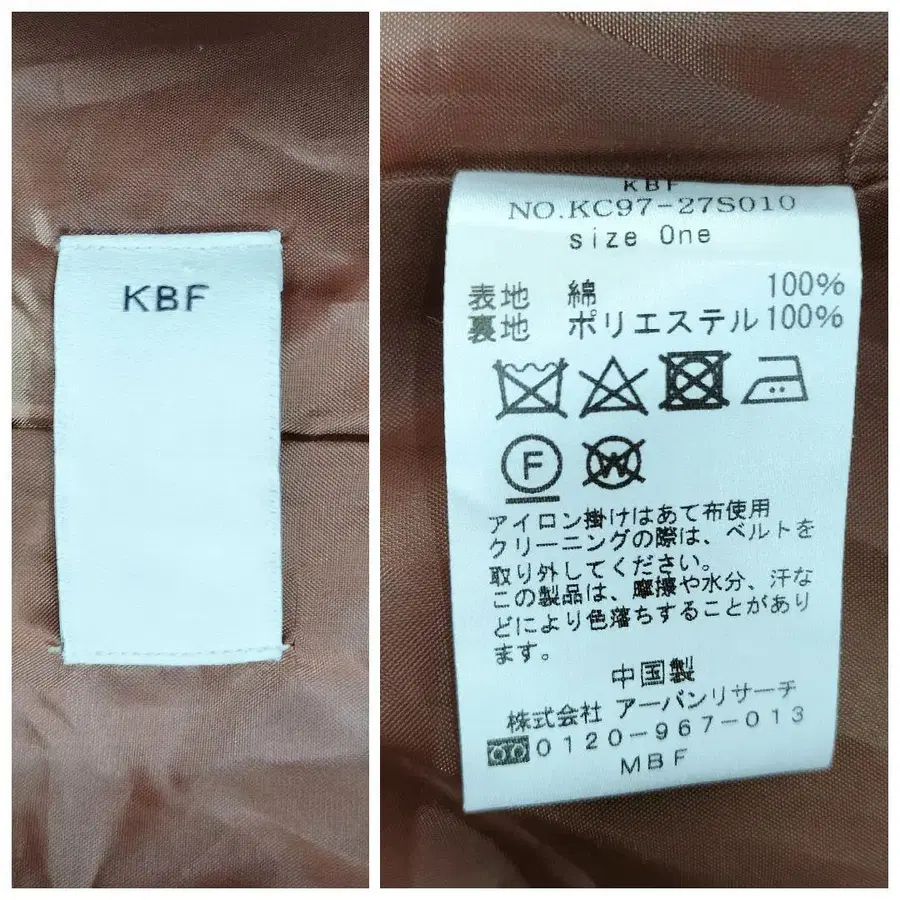 KBF
KBF
NO.KC97-27S010
size One
表地 綿 100%
裏地 ポリエステル 100%
F
W
アイロン掛けはあて布使用
クリーニングの際は、ベルトを
取り外してください。
この製品は、摩擦や水分、汗な
どにより色落ちすることがあり
ます。
中国製
株式会社 アーバンリサーチ
0120-967-013
MBF